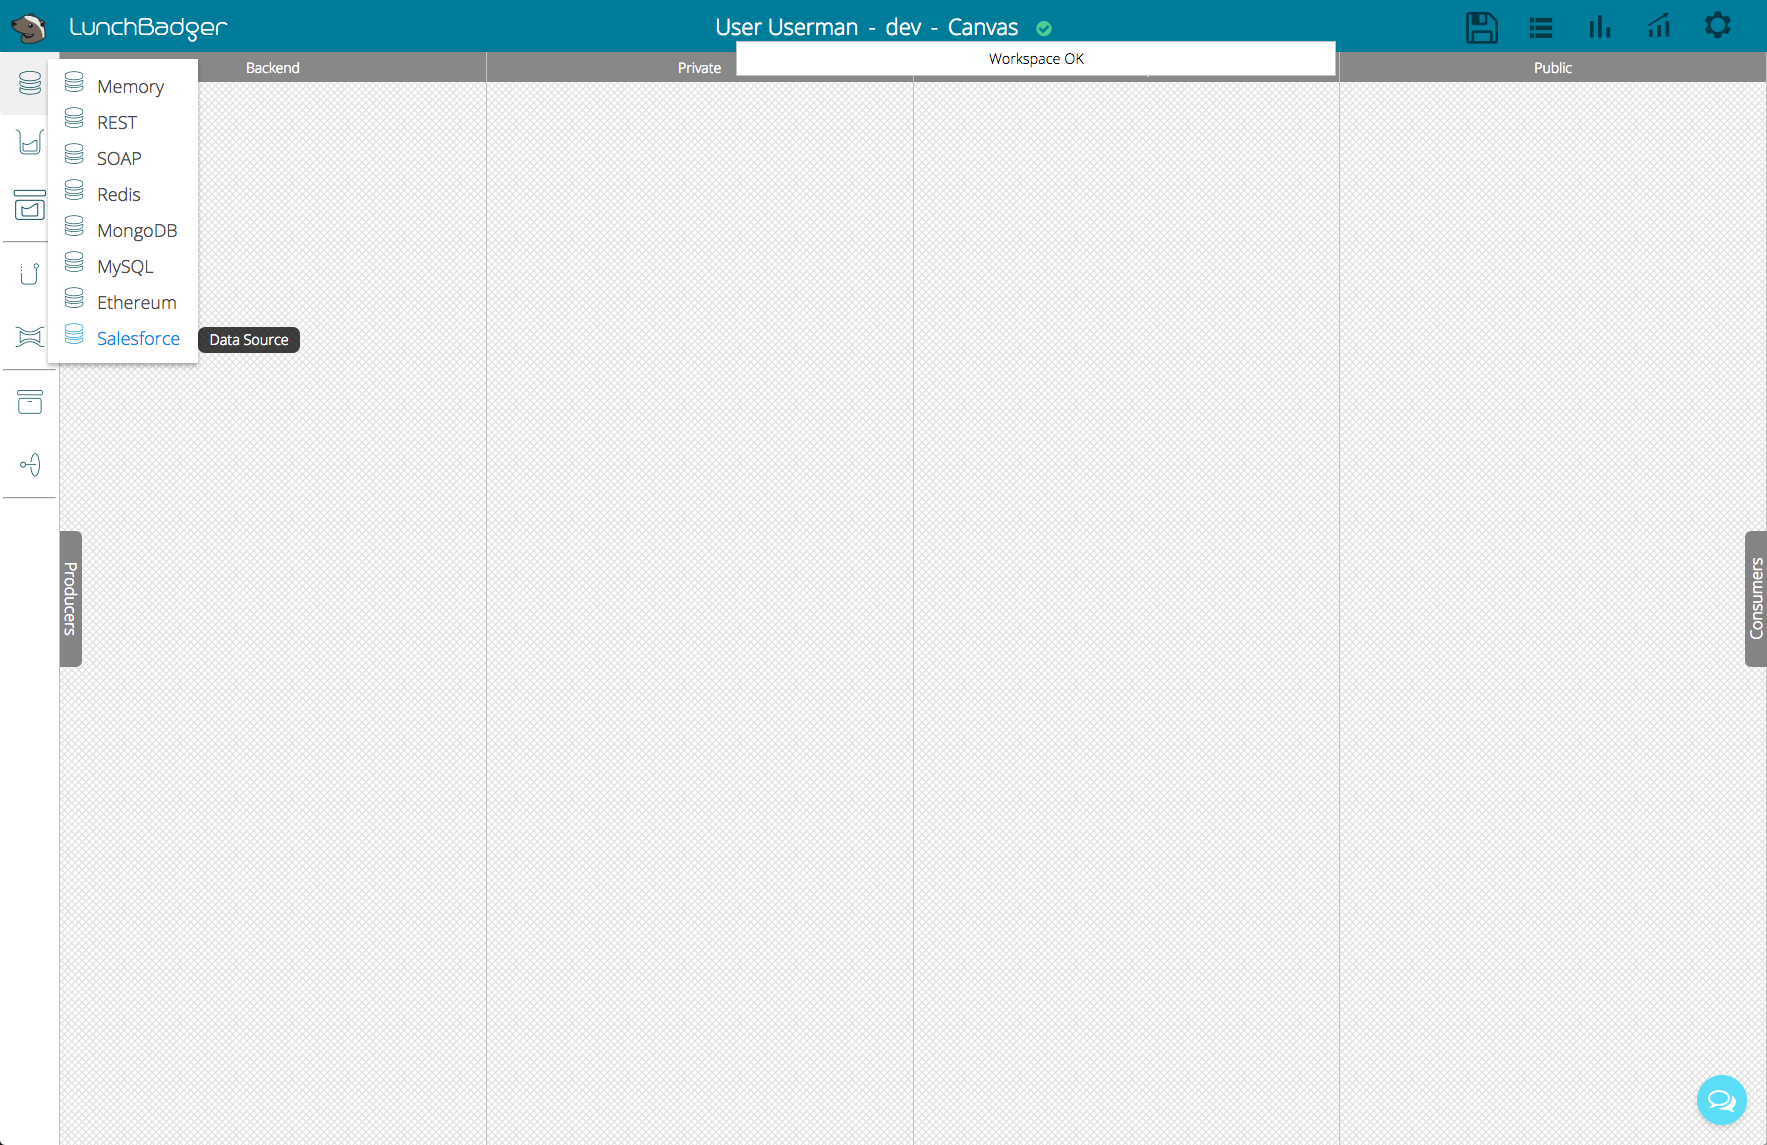 LunchBadger
User Userman - dev - Canvas
Workspace OK
Backend
Private
Public
Memory
REST
SOAP
Redis
MongoDB
MySQL
Ethereum
Salesforce
Data Source
Producers
Consumers